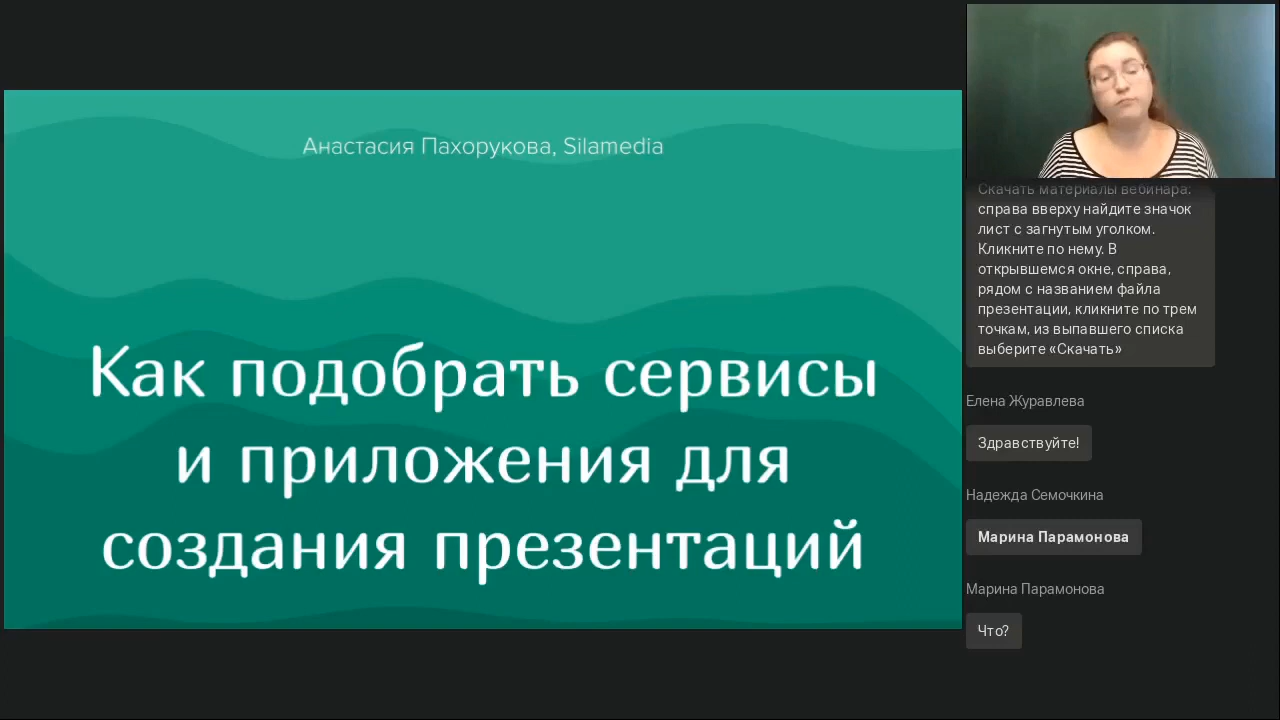 Анастасия Пахорукова, Silamedia
Как подобрать сервисы
и приложения для
создания презентаций
Скачать материалы вебинара:
справа вверху найдите значок
лист с загнутым уголком.
Кликните по нему. В
открывшемся окне, справа,
рядом с названием файла
презентации, кликните по трем
точкам, из выпавшего списка
выберите «Скачать»
Елена Журавлева
Здравствуйте!
Надежда Семочкина
Марина Парамонова
Марина Парамонова
Что?